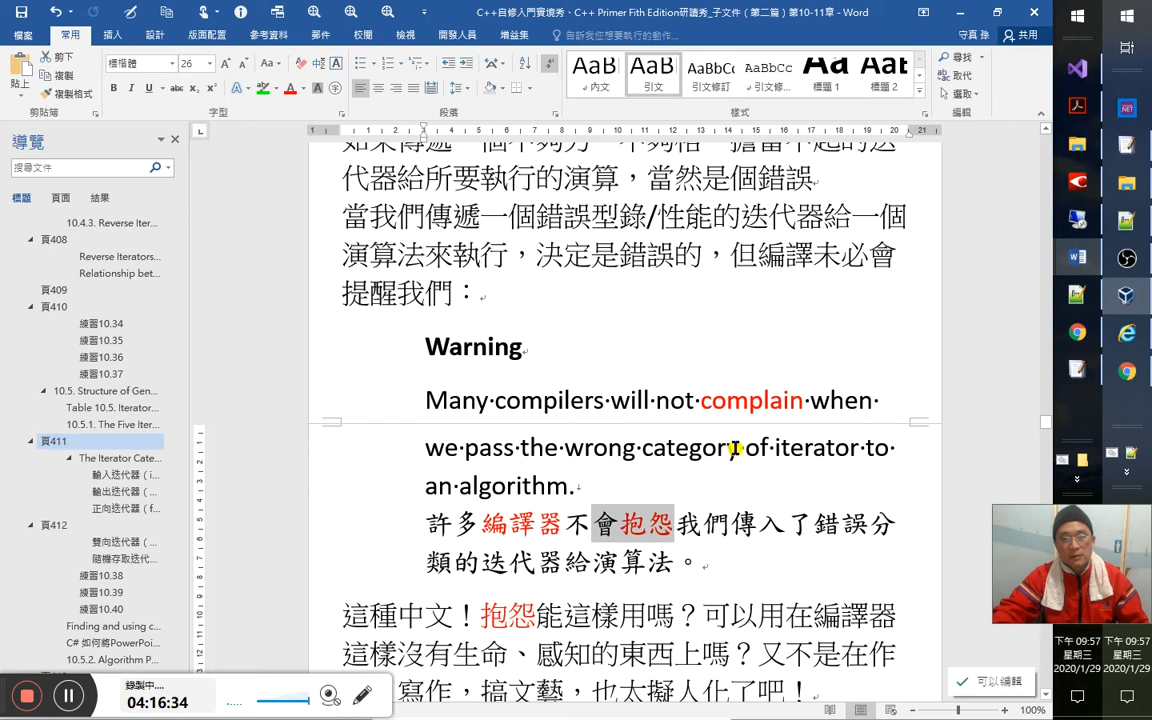 C++自修入門實境秀、C++ Primer Fith Edition研讀秀_子文件（第二篇）第10-11章 - Word
檔案 常用 插入 設計 版面配置 參考資料 郵件 校閱 檢視 開發人員 增益集 告訴我您想要執行的動作... 守真 孫 共用
貼上 剪下 複製 複製格式 剪貼簿
標楷體 26 字型
段落
AaB AaB AaBbC AaBbC AaB AaBt
內文 引文 引文修訂 引文修... 標題 1 標題 2
樣式
尋找 取代 選取 編輯
導覽
搜尋文件
標題 頁面 結果
10.4.3. Reverse Iter...
頁408
Reverse Iterators...
Relationship bet...
頁409
頁410
練習10.34
練習10.35
練習10.36
練習10.37
10.5. Structure of Gen...
Table 10.5. Iterator...
10.5.1. The Five Iter...
頁411
The Iterator Cate...
輸入迭代器（i...
輸出迭代器（...
正向迭代器（f...
頁412
雙向迭代器（...
隨機存取迭代...
練習10.38
練習10.39
練習10.40
Finding and using c...
C# 如何將PowerPoi...
10.5.2. Algorithm P...
代器給所要執行的演算，當然是個錯誤
當我們傳遞一個錯誤型錄/性能的迭代器給一個
演算法來執行，決定是錯誤的，但編譯未必會
提醒我們：
Warning
Many compilers will not complain when
we pass the wrong category of iterator to
an algorithm.
許多編譯器不會抱怨我們傳入了錯誤分
類的迭代器給演算法。
這種中文！抱怨能這樣用嗎？可以用在編譯器
這樣沒有生命、感知的東西上嗎？又不是在作
寫作，搞文藝，也太擬人化了吧！
錄製中...
04:16:34
可以編輯
100%
下午 09:57
星期三
2020/1/29
下午 09:57
星期三
2020/1/29